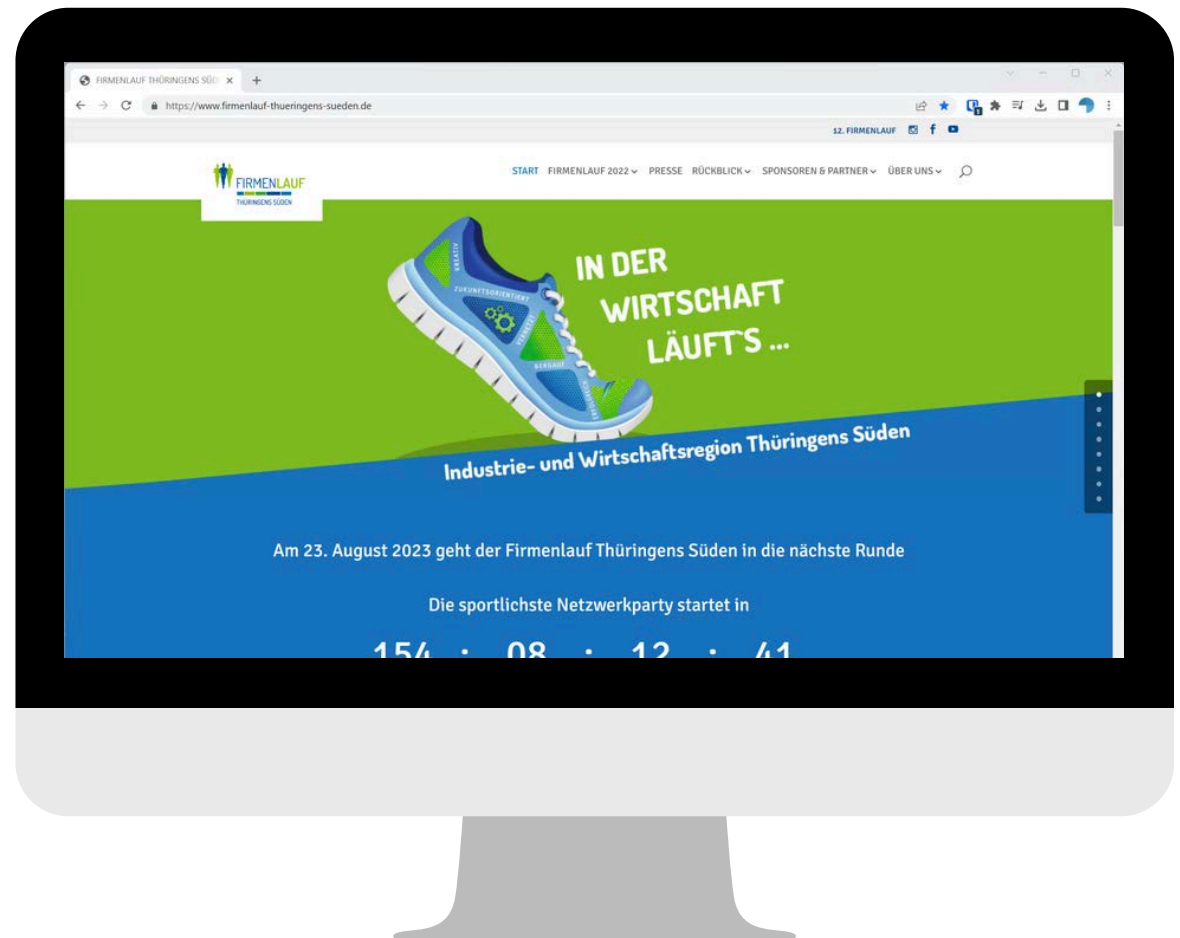 FIRMENLAUF THÜRINGENS SÜD
https://www.firmenlauf-thueringens-sueden.de
12. FIRMENLAUF
FIRMENLAUF
THÜRINGENS SÜDEN
START FIRMENLAUF 2022 PRESSE RÜCKBLICK SPONSOREN & PARTNER ÜBER UNS
KREATIV
ZUKUNFTSORIENTIERT
VERNETZT
BERGAUF
IN DER
WIRTSCHAFT
LÄUFT`S ...
Industrie- und Wirtschaftsregion Thüringens Süden
Am 23. August 2023 geht der Firmenlauf Thüringens Süden in die nächste Runde
Die sportlichste Netzwerkparty startet in
154 : 08 : 12 : 41